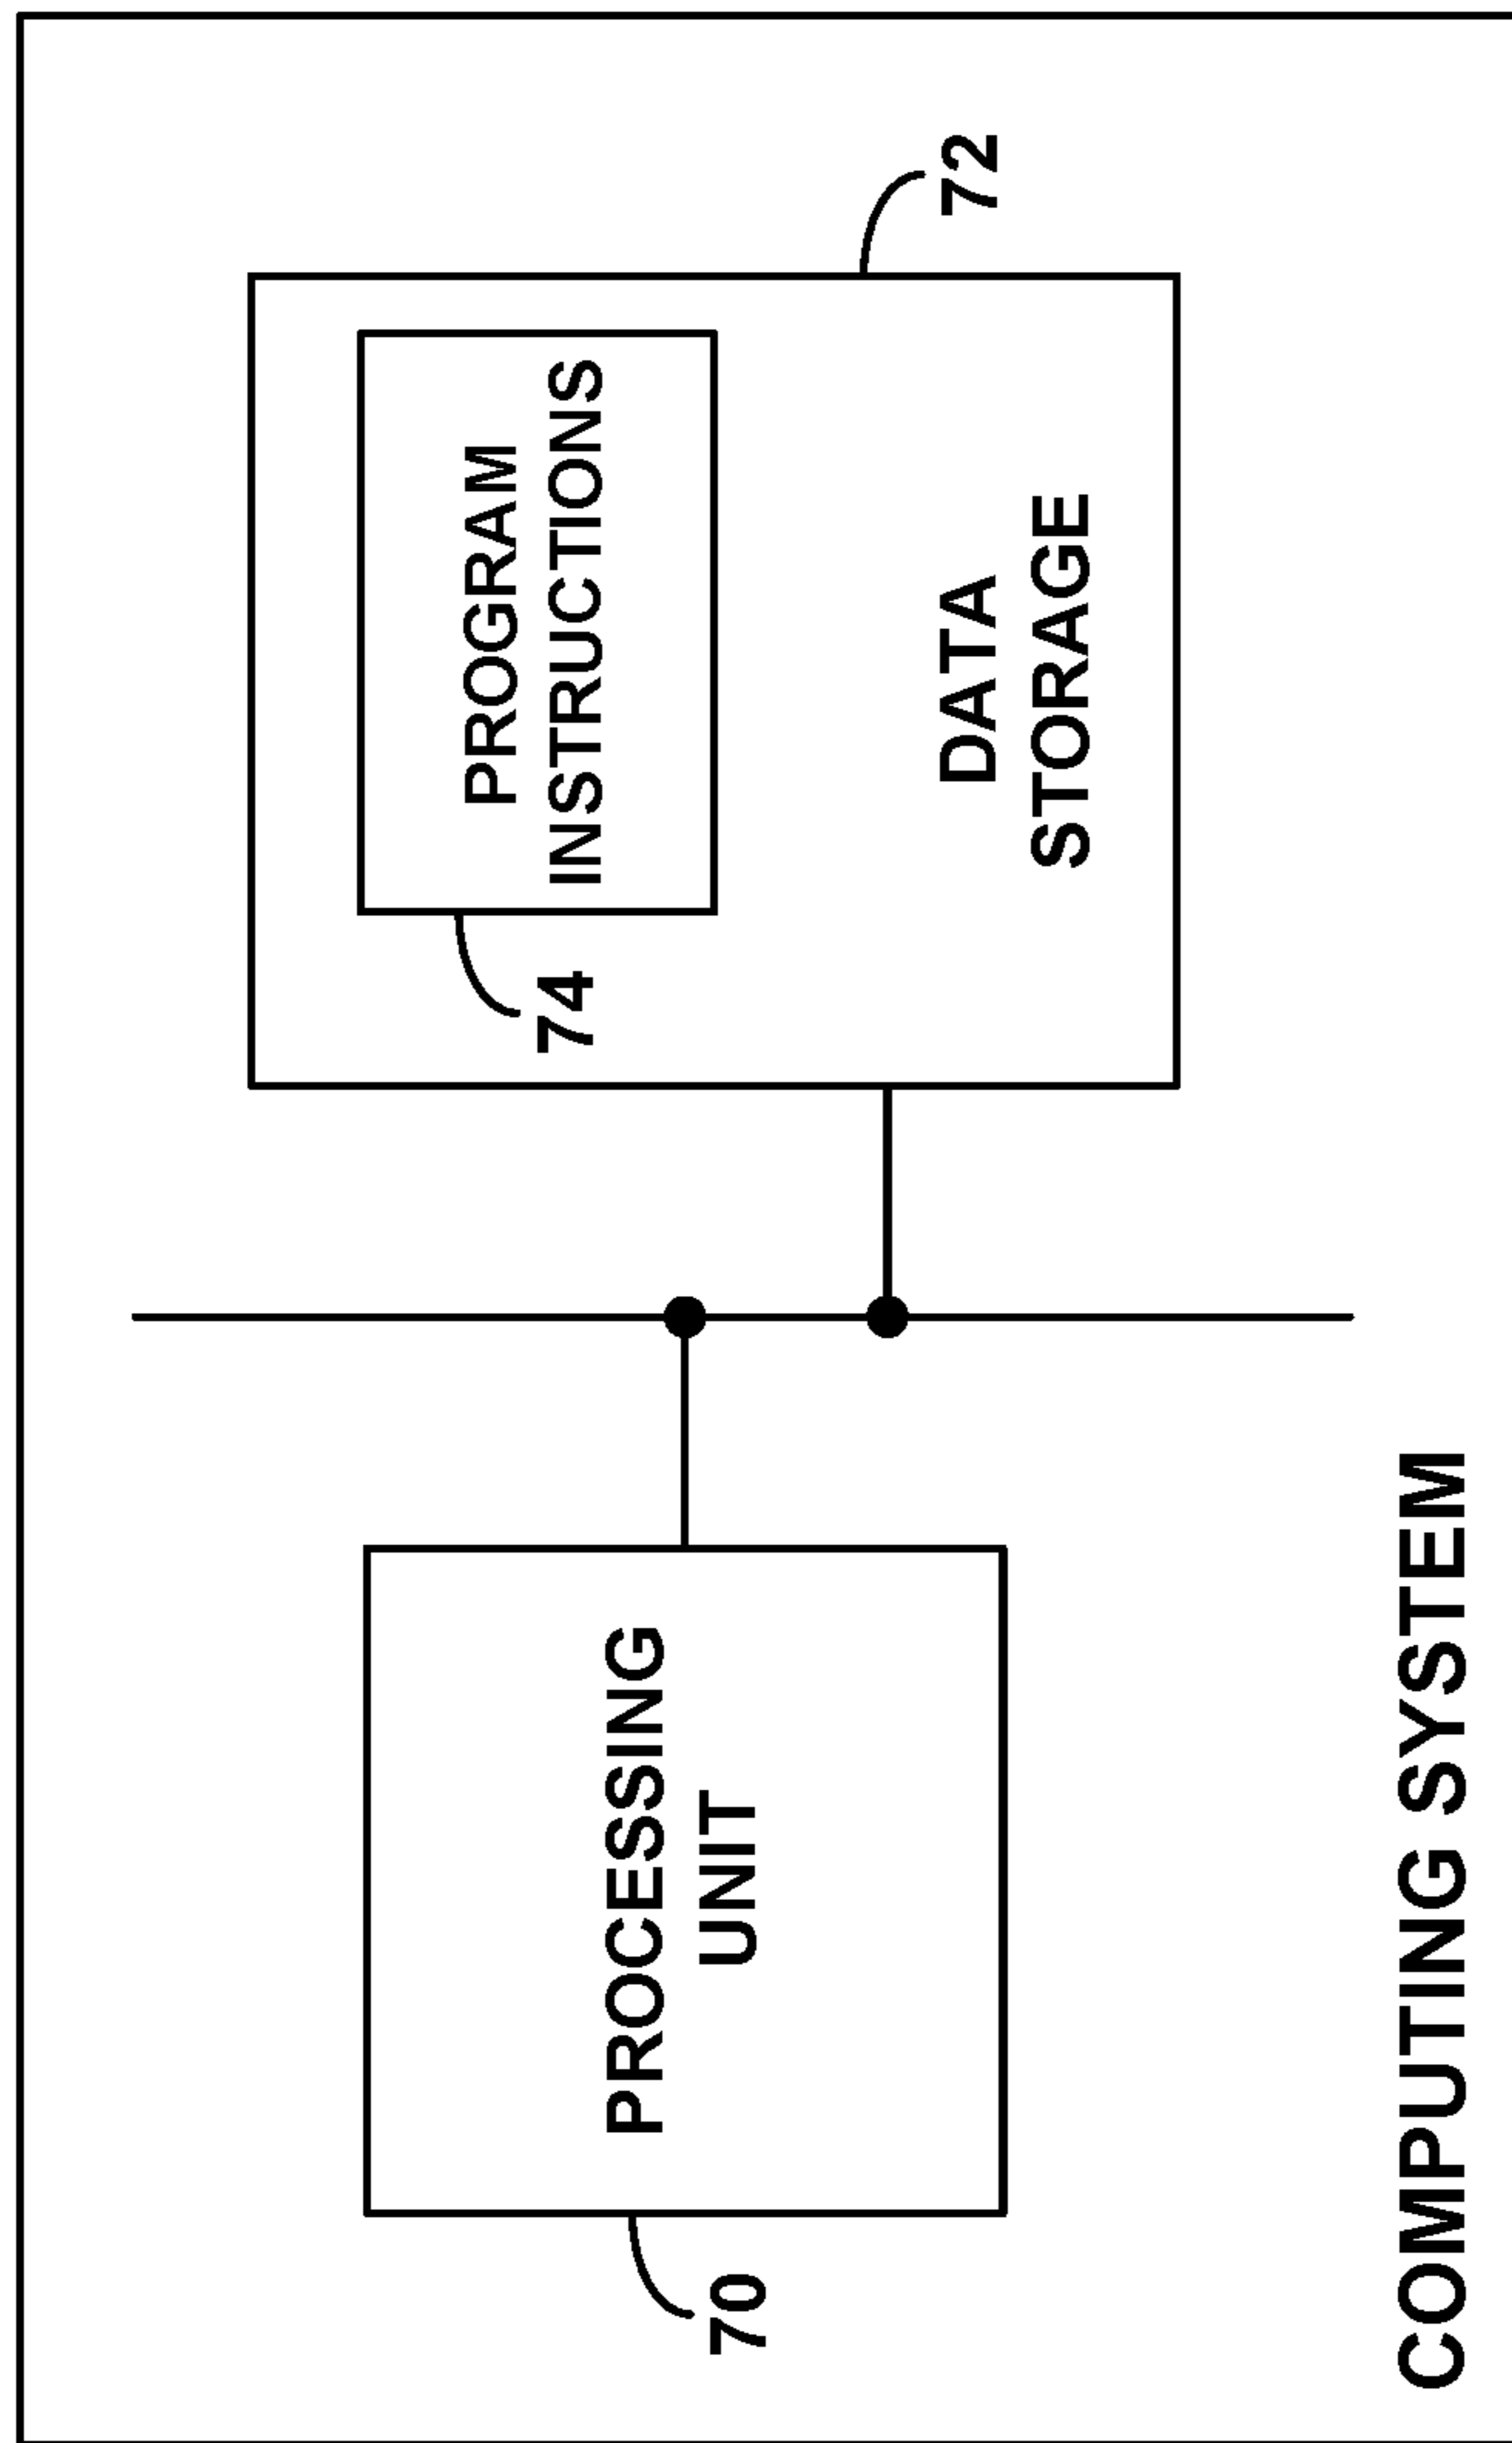 PROCESSING
UNIT
70
PROGRAM
INSTRUCTIONS
74
DATA
STORAGE
72
COMPUTING SYSTEM